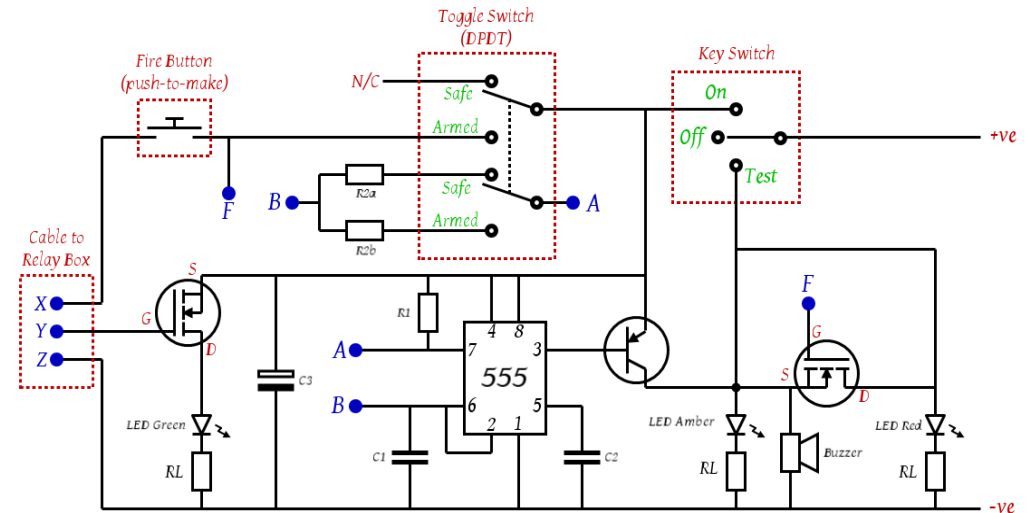 Toggle Switch
(DPDT)
Fire Button
(push-to-make)
Key Switch
N/C
Safe
On
Armed
Off
+ve
F
B
R2a
Safe
A
Test
R2b
Armed
Cable to
Relay Box
S
F
X
G
R1
4
8
G
Y
D
A
7
3
Z
555
S
D
C3
B
6
5
LED Green
2
1
LED Amber
LED Red
C1
C2
Buzzer
RL
RL
RL
-ve